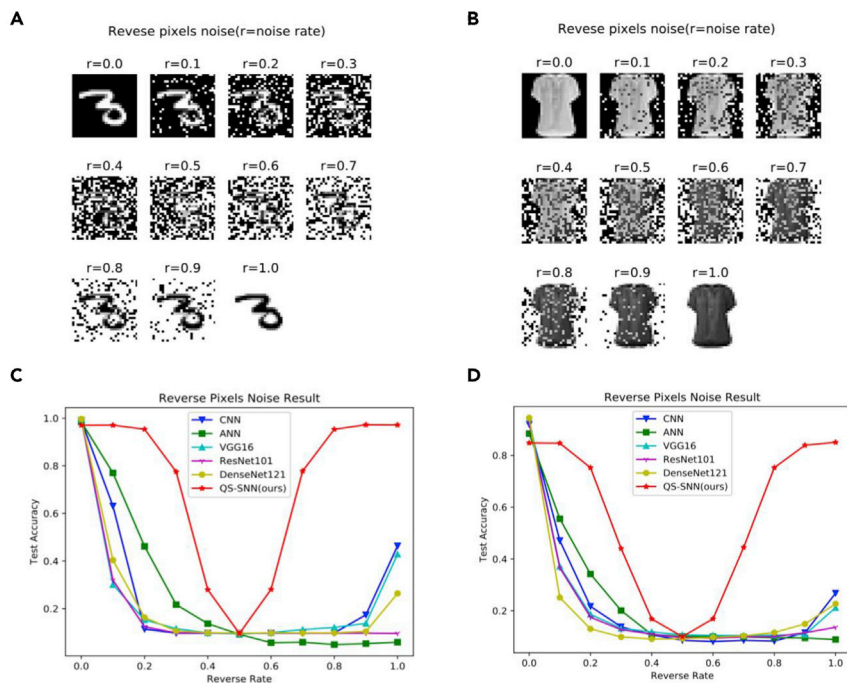 A
Revese pixels noise(r=noise rate)
r=0.0 r=0.1 r=0.2 r=0.3
r=0.4 r=0.5 r=0.6 r=0.7
r=0.8 r=0.9 r=1.0
B
Revese pixels noise(r=noise rate)
r=0.0 r=0.1 r=0.2 r=0.3
r=0.4 r=0.5 r=0.6 r=0.7
r=0.8 r=0.9 r=1.0
C
Reverse Pixels Noise Result
CNN
ANN
VGG16
ResNet101
DenseNet121
QS-SNN(ours)
Test Accuracy
1.0
0.8
0.6
0.4
0.2
0.0 0.2 0.4 0.6 0.8 1.0
Reverse Rate
D
Reverse Pixels Noise Result
CNN
ANN
VGG16
ResNet101
DenseNet121
QS-SNN(ours)
Test Accuracy
1.0
0.8
0.6
0.4
0.2
0.0 0.2 0.4 0.6 0.8 1.0
Reverse Rate